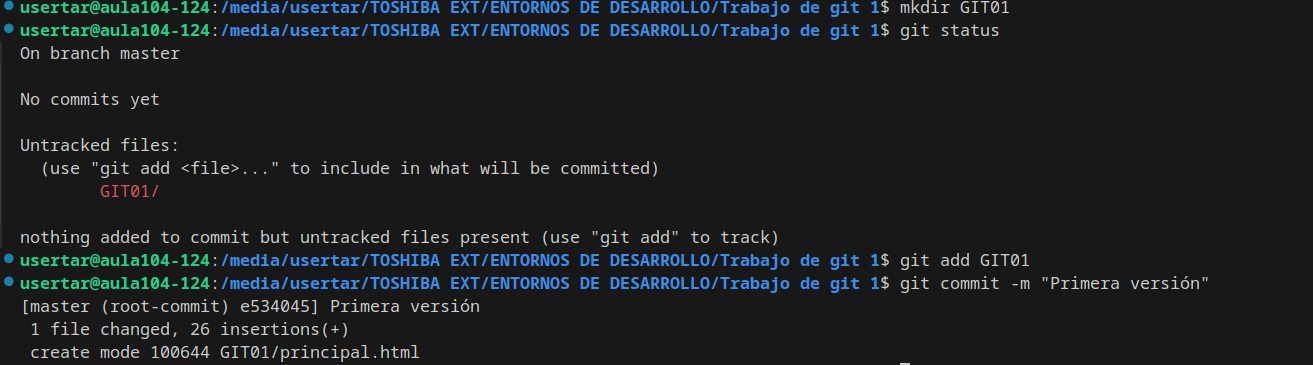 usertar@aula104-124:/media/usertar/TOSHIBA EXT/ENTORNOS DE DESARROLLO/Trabajo de git 1$ mkdir GIT01
usertar@aula104-124:/media/usertar/TOSHIBA EXT/ENTORNOS DE DESARROLLO/Trabajo de git 1$ git status
On branch master

No commits yet

Untracked files:
  (use "git add <file>..." to include in what will be committed)
        GIT01/

nothing added to commit but untracked files present (use "git add" to track)
usertar@aula104-124:/media/usertar/TOSHIBA EXT/ENTORNOS DE DESARROLLO/Trabajo de git 1$ git add GIT01
usertar@aula104-124:/media/usertar/TOSHIBA EXT/ENTORNOS DE DESARROLLO/Trabajo de git 1$ git commit -m "Primera versión"
[master (root-commit) e534045] Primera versión
 1 file changed, 26 insertions(+)
 create mode 100644 GIT01/principal.html